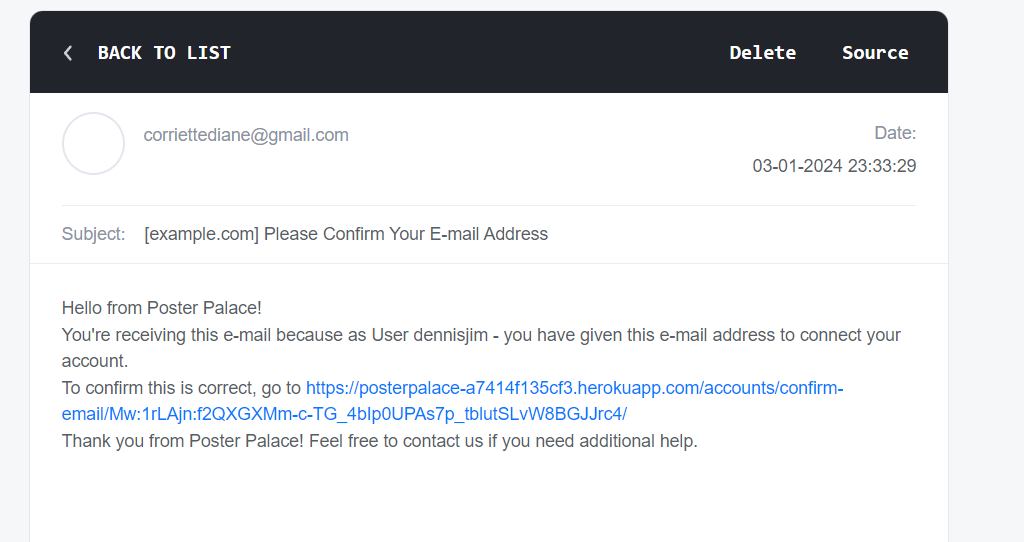 BACK TO LIST
Delete
Source
corriettediane@gmail.com
Date:
03-01-2024 23:33:29
Subject: [example.com] Please Confirm Your E-mail Address
Hello from Poster Palace!
You're receiving this e-mail because as User dennisjim - you have given this e-mail address to connect your
account.
To confirm this is correct, go to https://posterpalace-a7414f135cf3.herokuapp.com/accounts/confirm-
email/Mw:1rLAjn:f2QXGXMm-c-TG_4bIp0UPAs7p_tblutSLvW8BGJJrc4/
Thank you from Poster Palace! Feel free to contact us if you need additional help.